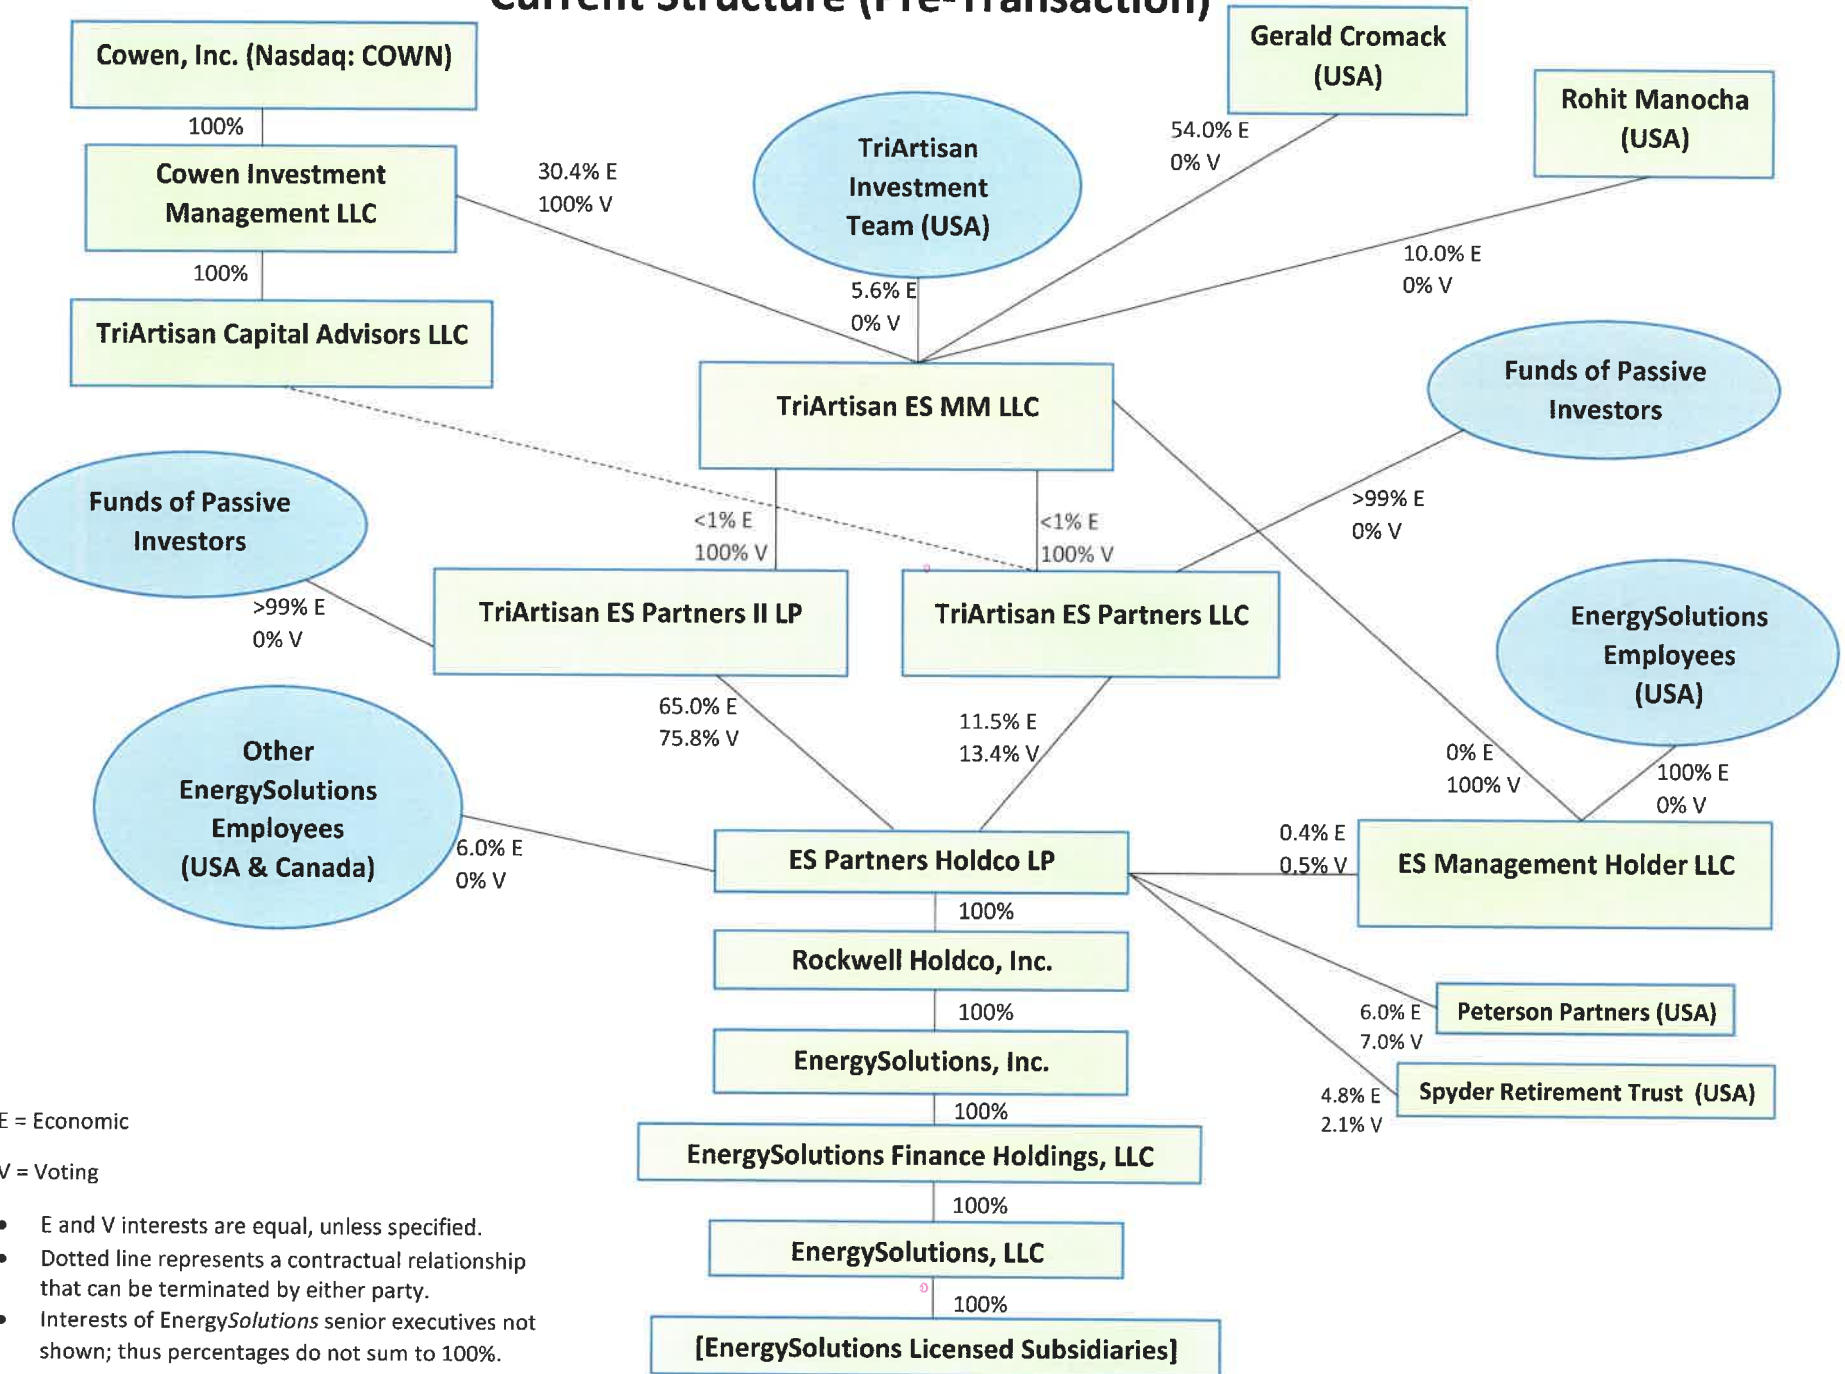 Current Structure (Pre-Transaction)
Cowen, Inc. (Nasdaq: COWN)
Gerald Cromack
(USA)
Rohit Manocha
(USA)
100%
Cowen Investment
Management LLC
30.4% E
100% V
TriArtisan
Investment
Team (USA)
54.0% E
0% V
10.0% E
0% V
100%
5.6% E
0% V
TriArtisan Capital Advisors LLC
TriArtisan ES MM LLC
Funds of Passive
Investors
Funds of Passive
Investors
<1% E
100% V
<1% E
100% V
>99% E
0% V
>99% E
0% V
TriArtisan ES Partners II LP
TriArtisan ES Partners LLC
EnergySolutions
Employees
(USA)
65.0% E
75.8% V
11.5% E
13.4% V
0% E
100% V
100% E
0% V
Other
EnergySolutions
Employees
(USA & Canada)
6.0% E
0% V
ES Partners Holdco LP
0.4% E
0.5% V
ES Management Holder LLC
100%
Rockwell Holdco, Inc.
6.0% E
7.0% V
Peterson Partners (USA)
100%
EnergySolutions, Inc.
4.8% E
2.1% V
Spyder Retirement Trust (USA)
100%
EnergySolutions Finance Holdings, LLC
100%
EnergySolutions, LLC
100%
[EnergySolutions Licensed Subsidiaries]
E = Economic
V = Voting
• E and V interests are equal, unless specified.
• Dotted line represents a contractual relationship
that can be terminated by either party.
• Interests of EnergySolutions senior executives not
shown; thus percentages do not sum to 100%.